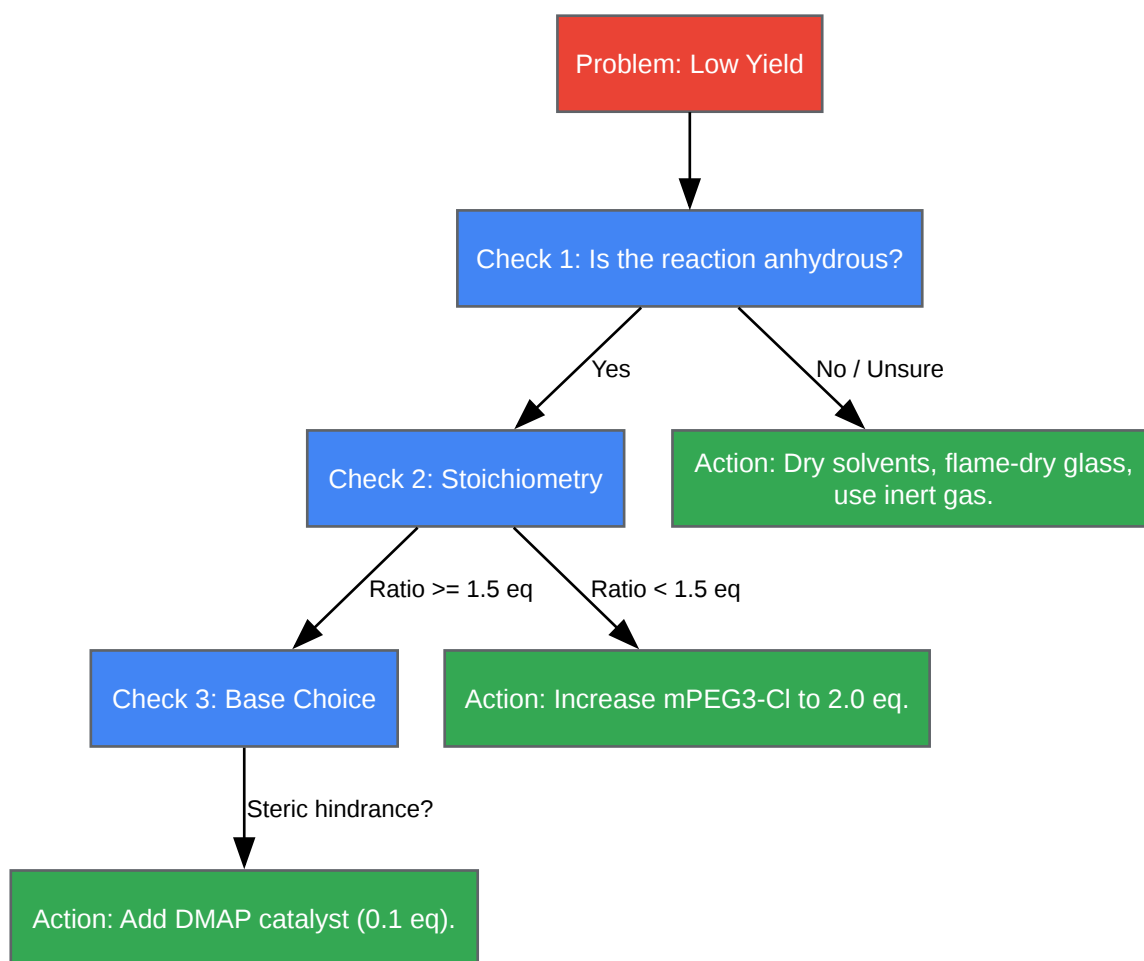 Problem: Low Yield
Check 1: Is the reaction anhydrous?
Yes
No / Unsure
Check 2: Stoichiometry
Action: Dry solvents, flame-dry glass,
use inert gas.
Ratio >= 1.5 eq
Ratio < 1.5 eq
Check 3: Base Choice
Action: Increase mPEG3-Cl to 2.0 eq.
Steric hindrance?
Action: Add DMAP catalyst (0.1 eq).